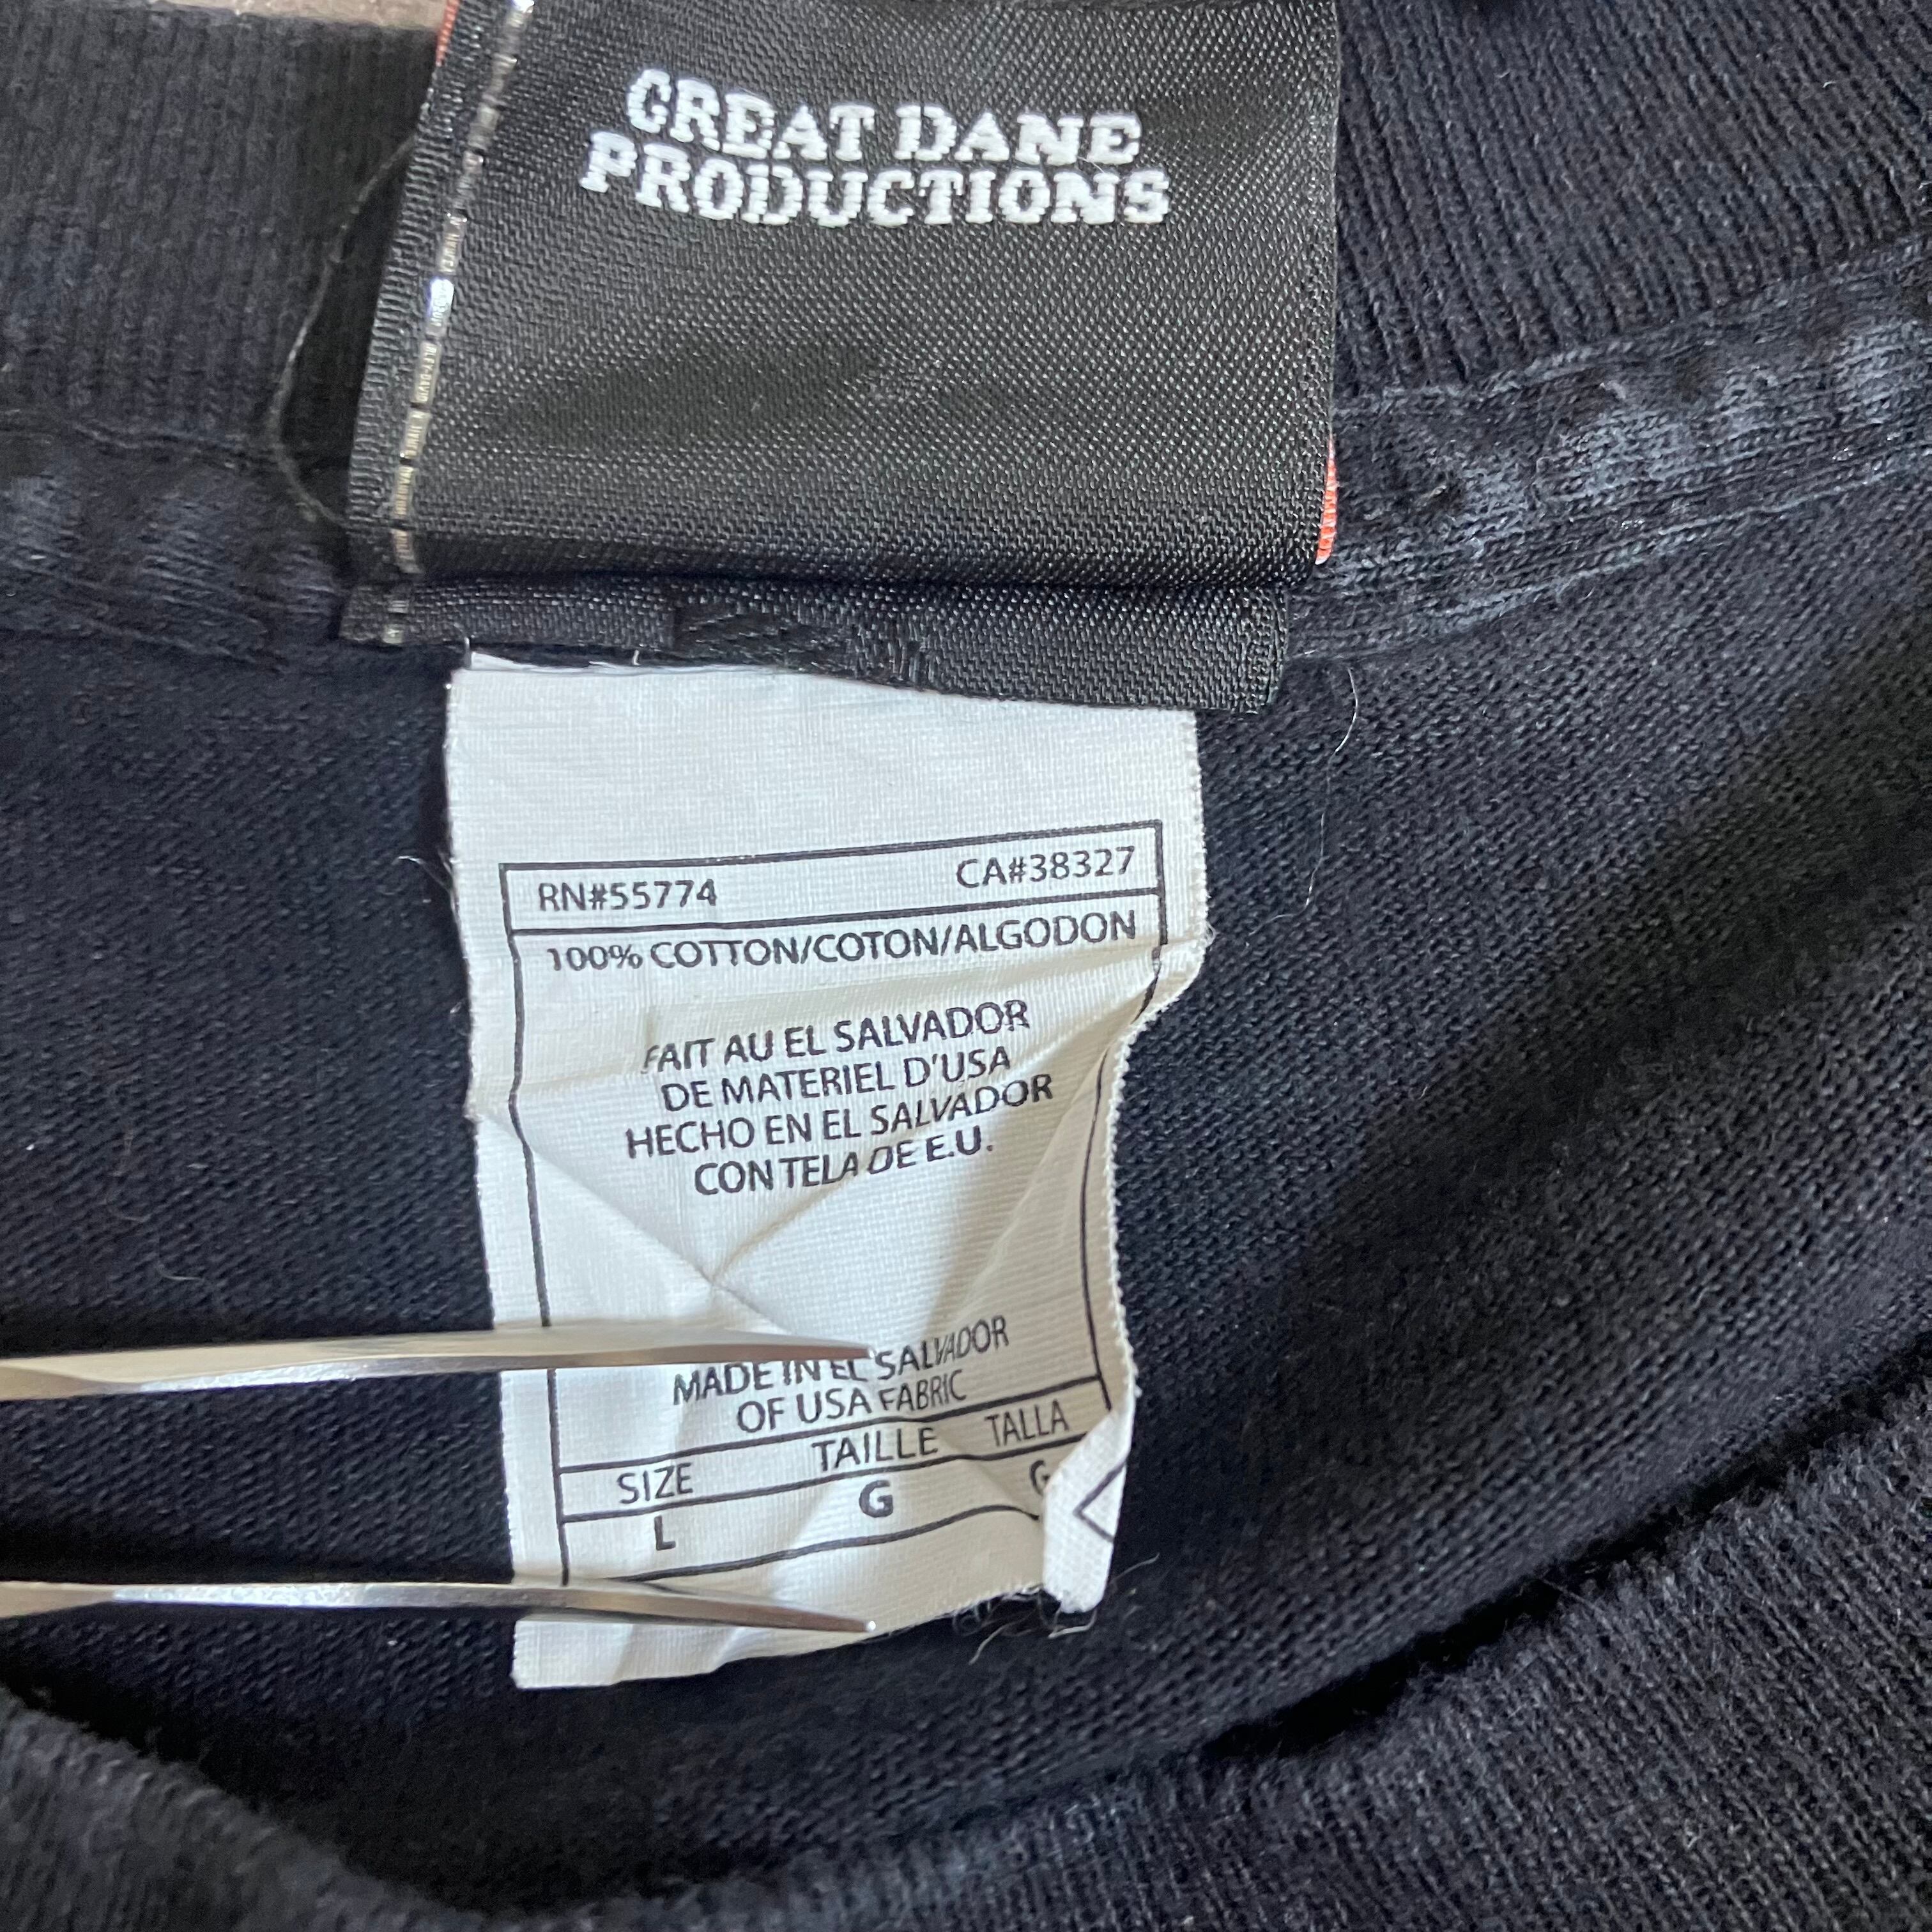 GREAT DANE
PRODUCTIONS
RN#55774 CA#38327
100% COTTON/COTON/ALGODON
FAIT AU EL SALVADOR
DE MATERIEL D'USA
HECHO EN EL SALVADOR
CON TELA DE E.U.
MADE IN EL SALVADOR
OF USA FABRIC
SIZE TAILLE TALLA
L G G